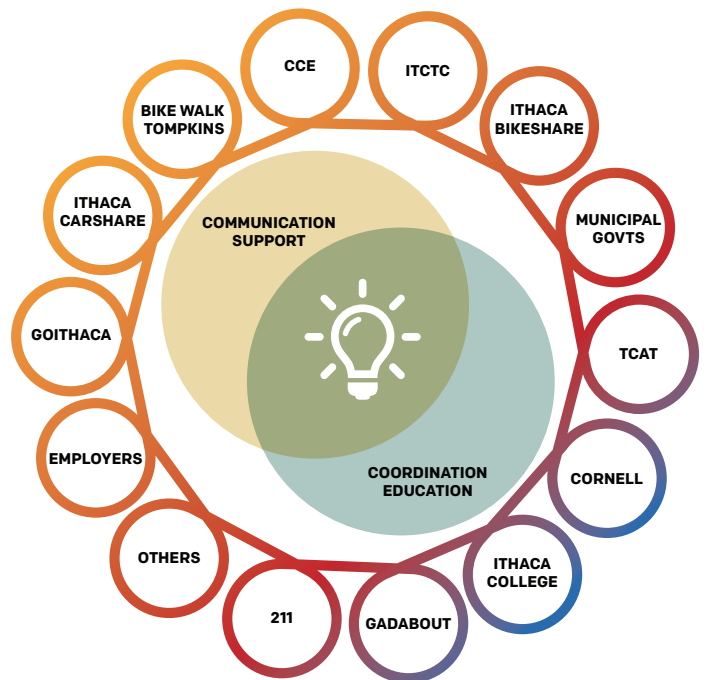 CCE
ITCTC
ITHACA
BIKESHARE
MUNICIPAL
GOVTS
TCAT
CORNELL
ITHACA
COLLEGE
GADABOUT
211
OTHERS
EMPLOYERS
GOITHACA
ITHACA
CARSHARE
BIKE WALK
TOMPKINS
COMMUNICATION
SUPPORT
COORDINATION
EDUCATION